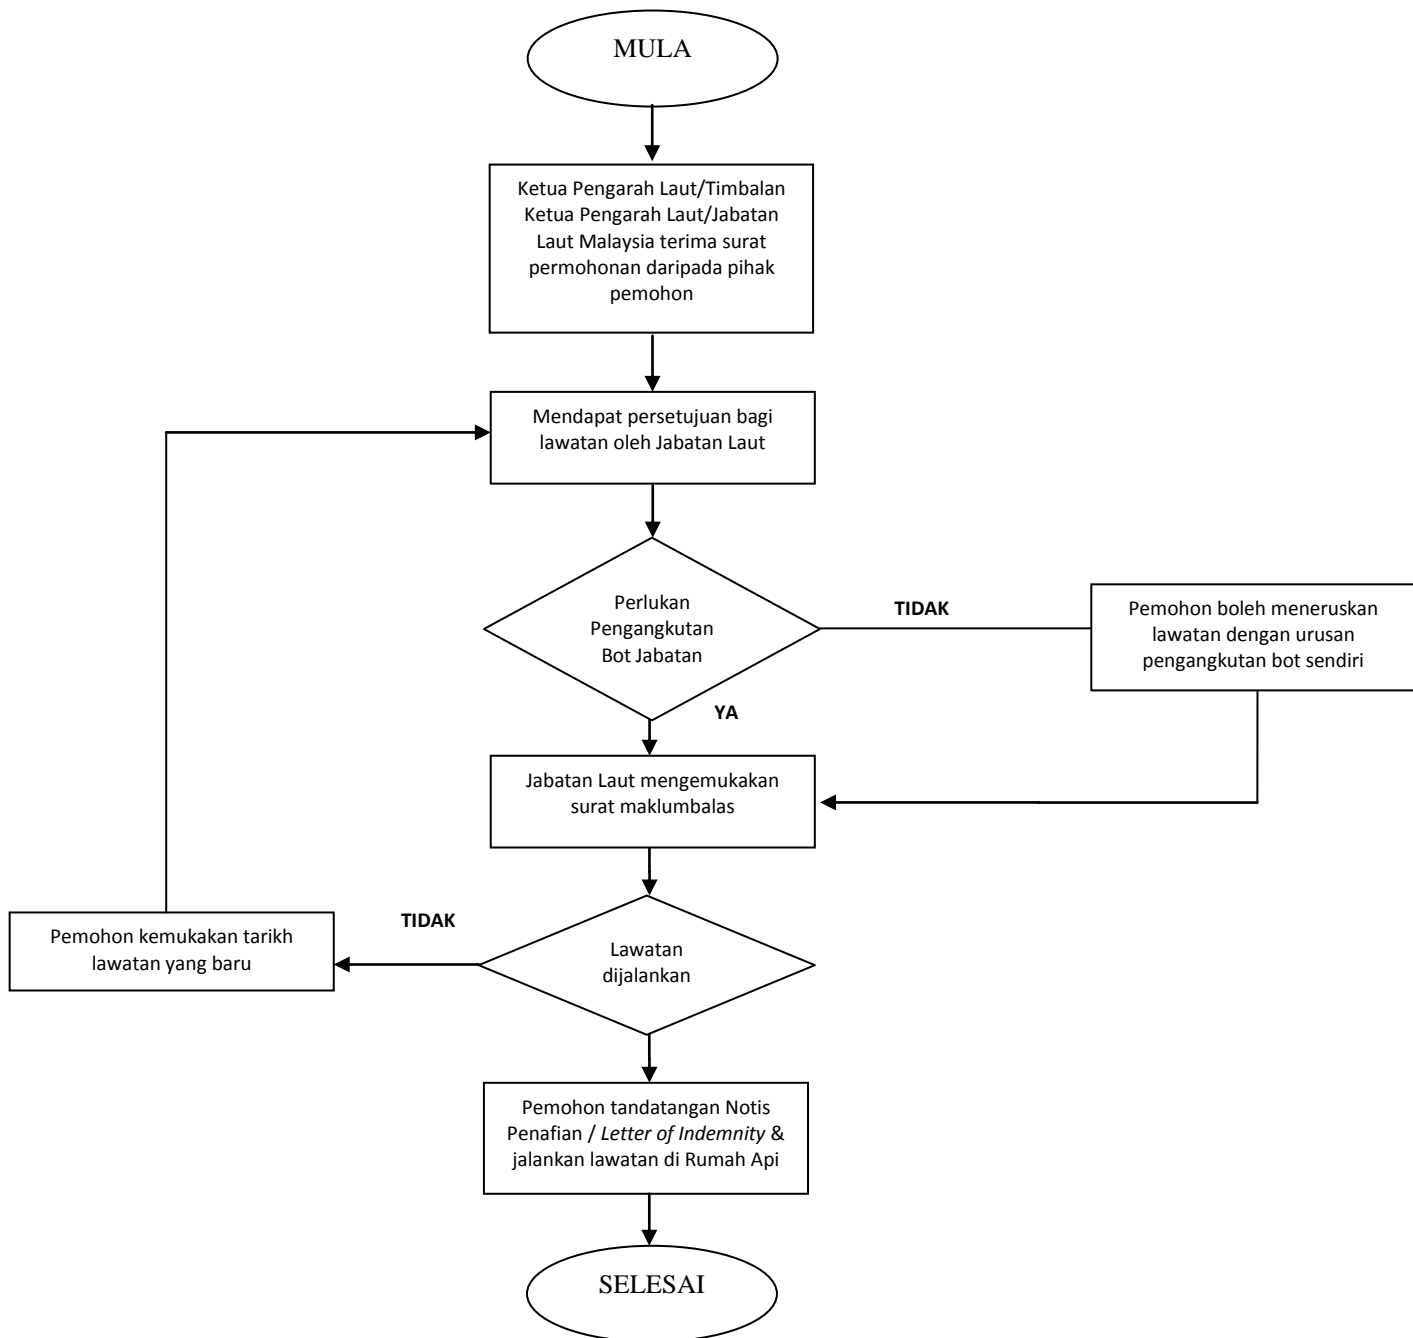 MULA
Ketua Pengarah Laut/Timbalan
Ketua Pengarah Laut/Jabatan
Laut Malaysia terima surat
permohonan daripada pihak
pemohon
Mendapat persetujuan bagi
lawatan oleh Jabatan Laut
Perlukan
Pengangkutan
Bot Jabatan
TIDAK
Pemohon boleh meneruskan
lawatan dengan urusan
pengangkutan bot sendiri
YA
Jabatan Laut mengemukakan
surat maklumbalas
Lawatan
dijalankan
TIDAK
Pemohon kemukakan tarikh
lawatan yang baru
Pemohon tandatangan Notis
Penafian / Letter of Indemnity &
jalankan lawatan di Rumah Api
SELESAI